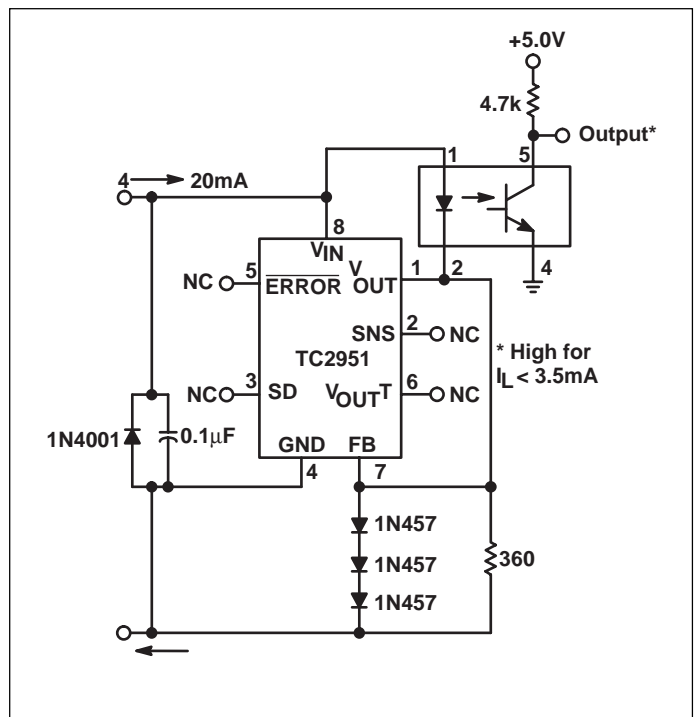 +5.0V
4.7k
Output*
1
5
4
20mA
8
VIN
5
NC
ERROR
VOUT
1
2
4
SNS
2
NC
TC2951
* High for
IL < 3.5mA
NC
3
SD
VOUTT
6
NC
1N4001
0.1μF
GND
FB
4
7
1N457
1N457
360
1N457